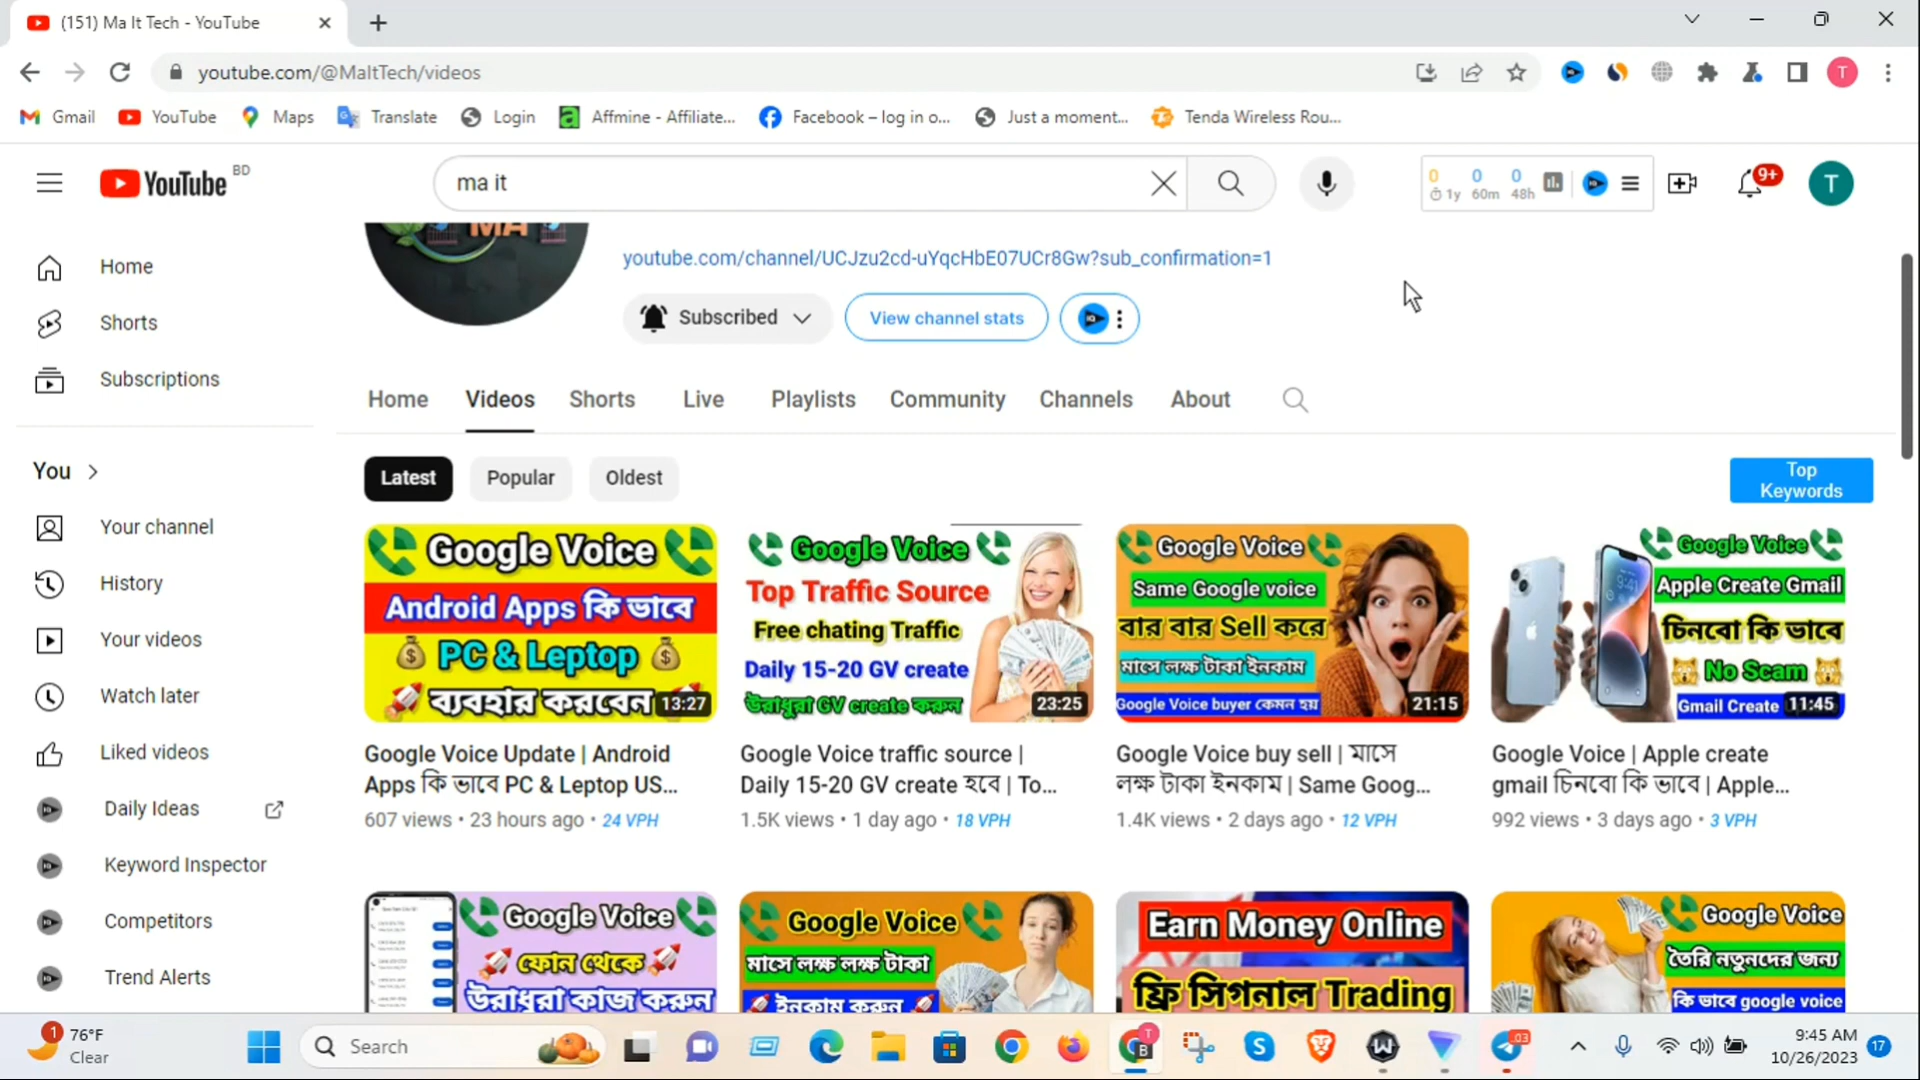 (151) Ma It Tech - YouTube
youtube.com/@MaItTech/videos
T
Gmail
YouTube
Maps
Translate
Login
Affmine - Affiliate...
Facebook – log in o...
Just a moment...
Tenda Wireless Rou...
YouTube BD
ma it
0 0 0
1y 60m 48h
9+
T
MA
youtube.com/channel/UCJzu2cd-uYqcHbE07UCr8Gw?sub_confirmation=1
Subscribed
View channel stats
Home
Shorts
Subscriptions
You
Your channel
History
Your videos
Watch later
Liked videos
Daily Ideas
Keyword Inspector
Competitors
Trend Alerts
Home Videos Shorts Live Playlists Community Channels About
Latest Popular Oldest
Top
Keywords
Google Voice
Android Apps কি ভাবে
PC & Leptop
ব্যবহার করবেন
13:27
Google Voice Update | Android
Apps কি ভাবে PC & Leptop US...
607 views • 23 hours ago • 24 VPH
Google Voice
Top Traffic Source
Free chating Traffic
Daily 15-20 GV create
উরাধুরা GV create করুন
23:25
Google Voice traffic source |
Daily 15-20 GV create হবে | To...
1.5K views • 1 day ago • 18 VPH
Google Voice
Same Google voice
বার বার Sell করে
মাসে লক্ষ টাকা ইনকাম
Google Voice buyer কেমন হয়
21:15
Google Voice buy sell | মাসে
লক্ষ টাকা ইনকাম | Same Goog...
1.4K views • 2 days ago • 12 VPH
Google Voice
Apple Create Gmail
চিনবো কি ভাবে
No Scam
Gmail Create
11:45
Google Voice | Apple create
gmail চিনবো কি ভাবে | Apple...
992 views • 3 days ago • 3 VPH
Google Voice
ফোন থেকে
উরাধুরা কাজ করুন
Google Voice
মাসে লক্ষ লক্ষ টাকা
ইনকাম করুন
Earn Money Online
ফ্রি সিগনাল Trading
Google Voice
তৈরি নতুনদের জন্য
কি ভাবে google voice
1
76°F
Clear
Search
T
B
03
9:45 AM
10/26/2023
17